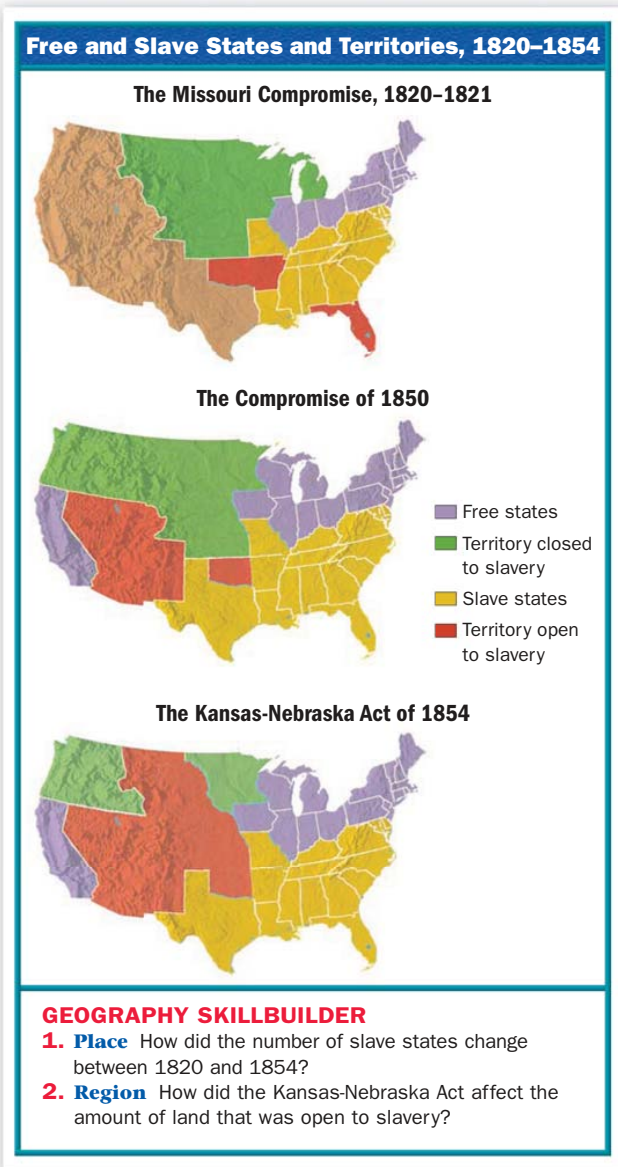 Free and Slave States and Territories, 1820–1854
The Missouri Compromise, 1820–1821
The Compromise of 1850
Free states
Territory closed
to slavery
Slave states
Territory open
to slavery
The Kansas-Nebraska Act of 1854
GEOGRAPHY SKILLBUILDER
1. Place How did the number of slave states change
between 1820 and 1854?
2. Region How did the Kansas-Nebraska Act affect the
amount of land that was open to slavery?